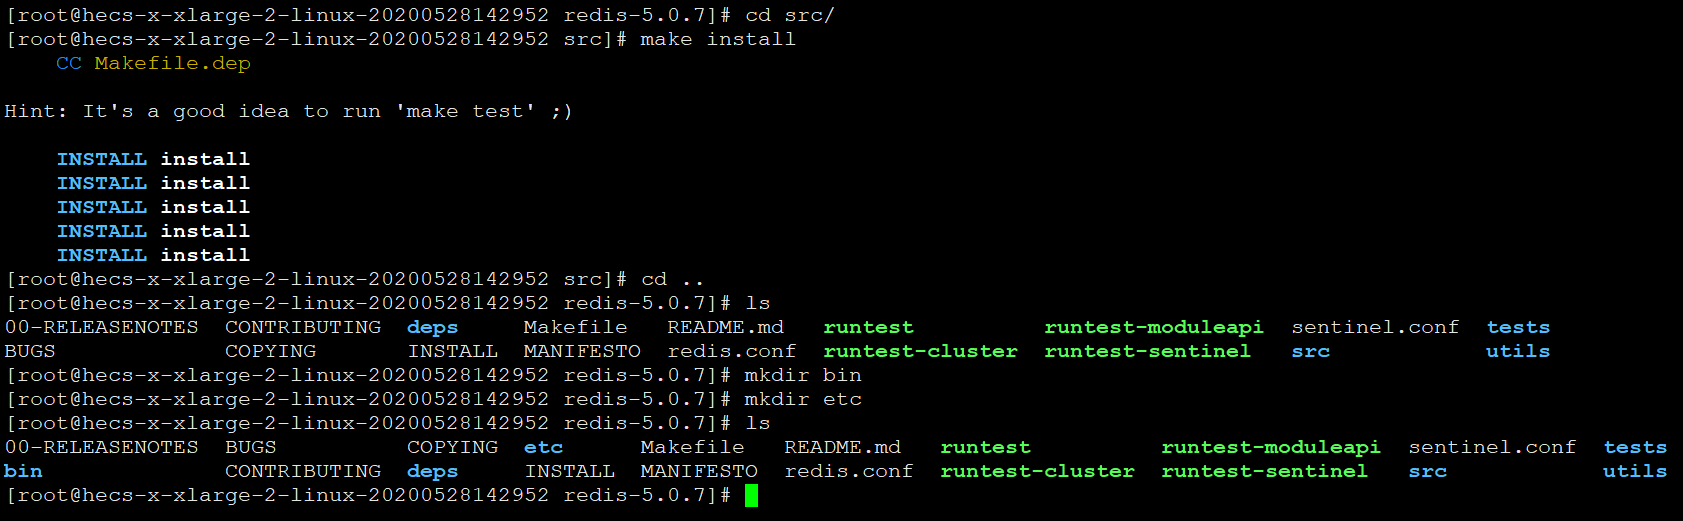 [root@hecs-x-xlarge-2-linux-20200528142952 redis-5.0.7]# cd src/
[root@hecs-x-xlarge-2-linux-20200528142952 src]# make install
    CC Makefile.dep

Hint: It's a good idea to run 'make test' ;)

    INSTALL install
    INSTALL install
    INSTALL install
    INSTALL install
    INSTALL install
[root@hecs-x-xlarge-2-linux-20200528142952 src]# cd ..
[root@hecs-x-xlarge-2-linux-20200528142952 redis-5.0.7]# ls
00-RELEASENOTES  CONTRIBUTING  deps     Makefile   README.md   runtest          runtest-moduleapi  sentinel.conf  tests
BUGS             COPYING       INSTALL  MANIFESTO  redis.conf  runtest-cluster  runtest-sentinel   src            utils
[root@hecs-x-xlarge-2-linux-20200528142952 redis-5.0.7]# mkdir bin
[root@hecs-x-xlarge-2-linux-20200528142952 redis-5.0.7]# mkdir etc
[root@hecs-x-xlarge-2-linux-20200528142952 redis-5.0.7]# ls
00-RELEASENOTES  BUGS          COPYING  etc      Makefile   README.md   runtest          runtest-moduleapi  sentinel.conf  tests
bin              CONTRIBUTING  deps     INSTALL  MANIFESTO  redis.conf  runtest-cluster  runtest-sentinel   src            utils
[root@hecs-x-xlarge-2-linux-20200528142952 redis-5.0.7]#